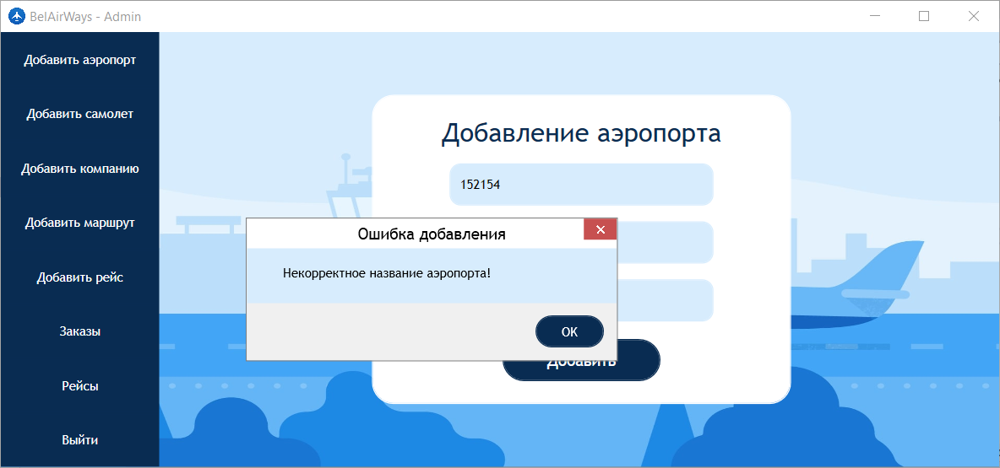 BelAirWays - Admin
Добавить аэропорт
Добавить самолет
Добавить компанию
Добавить маршрут
Добавить рейс
Заказы
Рейсы
Выйти
Добавление аэропорта
152154
Ошибка добавления
Некорректное название аэропорта!
OK
Добавить